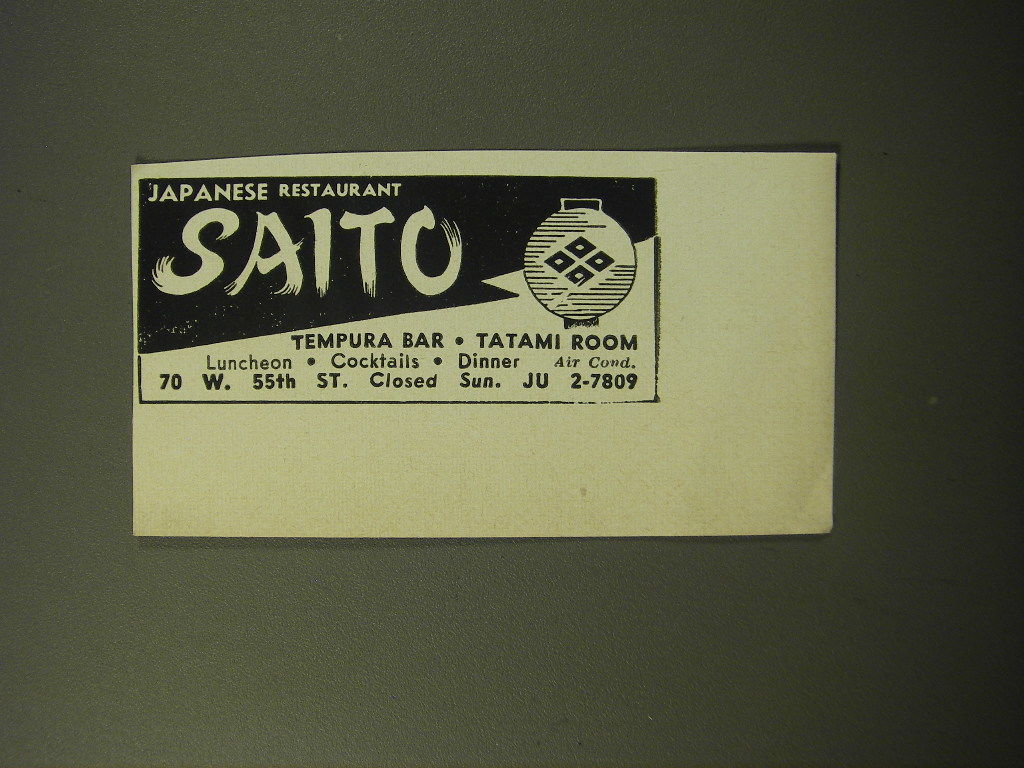 JAPANESE RESTAURANT
SAITO
TEMPURA BAR • TATAMI ROOM
Luncheon • Cocktails • Dinner Air Cond.
70 W. 55th ST. Closed Sun. JU 2-7809